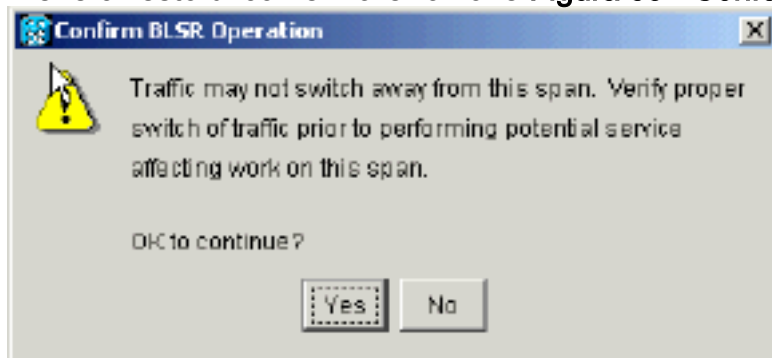 Confirm BLSR Operation
Traffic may not switch away from this span. Verify proper
switch of traffic prior to performing potential service
affecting work on this span.
OK to continue?
Yes
No